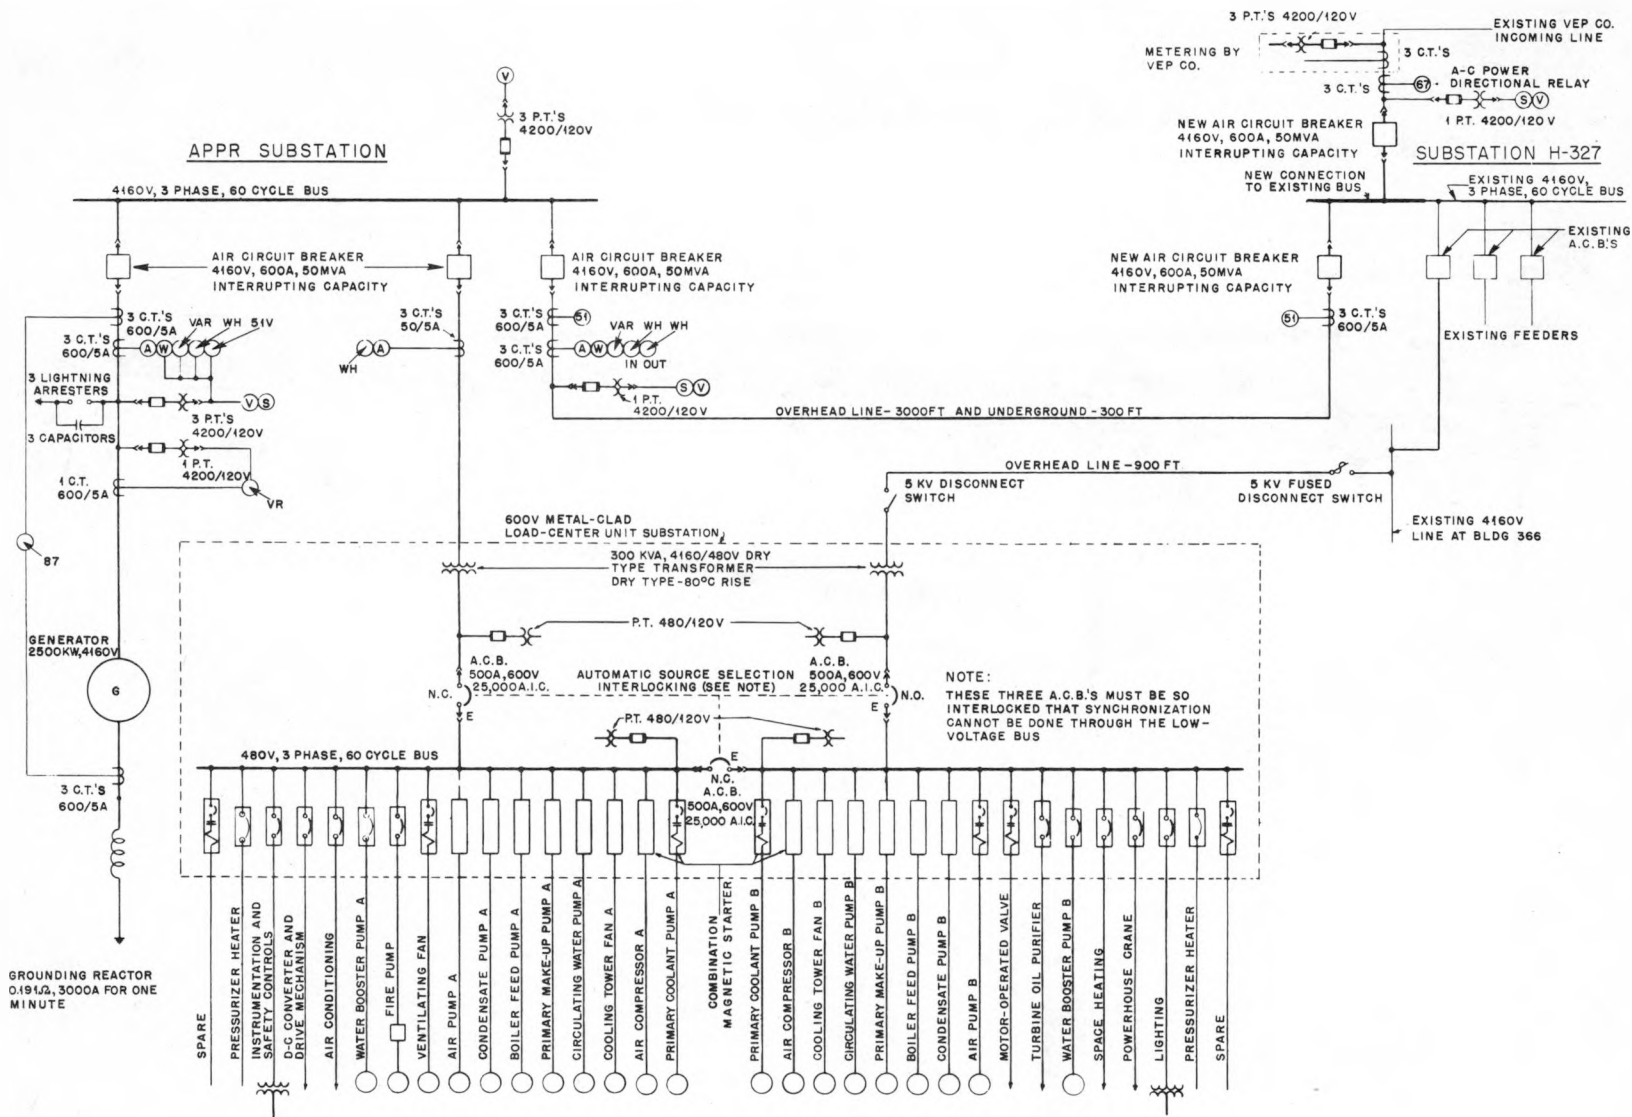 3 P.T.'S 4200/120V
EXISTING VEP CO.
INCOMING LINE
METERING BY
VEP CO.
3 C.T.'S
A-C POWER
DIRECTIONAL RELAY
3 C.T.'S
67
S V
1 P.T. 4200/120 V
V
3 P.T.'S
4200/120V
APPR SUBSTATION
NEW AIR CIRCUIT BREAKER
4160V, 600A, 50MVA
INTERRUPTING CAPACITY
SUBSTATION H-327
4160V, 3 PHASE, 60 CYCLE BUS
NEW CONNECTION
TO EXISTING BUS
EXISTING 4160V,
3 PHASE, 60 CYCLE BUS
AIR CIRCUIT BREAKER
4160V, 600A, 50MVA
INTERRUPTING CAPACITY
AIR CIRCUIT BREAKER
4160V, 600A, 50MVA
INTERRUPTING CAPACITY
NEW AIR CIRCUIT BREAKER
4160V, 600A, 50MVA
INTERRUPTING CAPACITY
EXISTING
A.C.B.'S
EXISTING FEEDERS
3 C.T.'S
600/5A
VAR WH 51V
3 C.T.'S
600/5A
A W
3 C.T.'S
50/5A
WH
A
3 C.T.'S
600/5A
51
VAR WH WH
3 C.T.'S
600/5A
A W
IN OUT
51
3 C.T.'S
600/5A
3 LIGHTNING
ARRESTERS
3 CAPACITORS
V S
3 P.T.'S
4200/120V
S V
1 P.T.
4200/120V
OVERHEAD LINE- 3000FT AND UNDERGROUND - 300 FT
1 P.T.
4200/120V
1 C.T.
600/5A
VR
OVERHEAD LINE-900 FT
5 KV DISCONNECT
SWITCH
5 KV FUSED
DISCONNECT SWITCH
EXISTING 4160V
LINE AT BLDG 366
87
600V METAL-CLAD
LOAD-CENTER UNIT SUBSTATION
300 KVA, 4160/480V DRY
TYPE TRANSFORMER
DRY TYPE-80°C RISE
P.T. 480/120V
GENERATOR
2500KW, 4160V
G
A.C.B.
500A,600V
25,000A.I.C.
N.C.
E
AUTOMATIC SOURCE SELECTION
INTERLOCKING (SEE NOTE)
A.C.B.
500A,600V
25,000 A.I.C.
N.O.
E
NOTE:
THESE THREE A.C.B.'S MUST BE SO
INTERLOCKED THAT SYNCHRONIZATION
CANNOT BE DONE THROUGH THE LOW-
VOLTAGE BUS
P.T. 480/120V
480V, 3 PHASE, 60 CYCLE BUS
E
N.C.
A.C.B.
500A,600V
25,000 A.I.C.
3 C.T.'S
600/5A
GROUNDING REACTOR
0.191Ω, 3000A FOR ONE
MINUTE
SPARE
PRESSURIZER HEATER
INSTRUMENTATION AND
SAFETY CONTROLS
D-C CONVERTER AND
DRIVE MECHANISM
AIR CONDITIONING
WATER BOOSTER PUMP A
FIRE PUMP
VENTILATING FAN
AIR PUMP A
CONDENSATE PUMP A
BOILER FEED PUMP A
PRIMARY MAKE-UP PUMP A
CIRCULATING WATER PUMP A
COOLING TOWER FAN A
AIR COMPRESSOR A
PRIMARY COOLANT PUMP A
COMBINATION
MAGNETIC STARTER
PRIMARY COOLANT PUMP B
AIR COMPRESSOR B
COOLING TOWER FAN B
CIRCULATING WATER PUMP B
PRIMARY MAKE-UP PUMP B
BOILER FEED PUMP B
CONDENSATE PUMP B
AIR PUMP B
MOTOR-OPERATED VALVE
TURBINE OIL PURIFIER
WATER BOOSTER PUMP B
SPACE HEATING
POWERHOUSE CRANE
LIGHTING
PRESSURIZER HEATER
SPARE